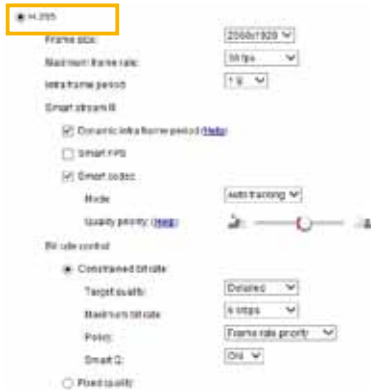 H.265
Frame size: 2560x1920
Maximum frame rate: 30 fps
Intra frame period: 1 S
Smart stream III
Dynamic intra frame period (Help)
Smart FPS
Smart codec
Mode: Auto tracking
Quality priority: (Help)
Bit rate control
Constrained bit rate:
Target quality: Detailed
Maximum bit rate: 6 Mbps
Policy: Frame rate priority
Smart Q: ON
Fixed quality